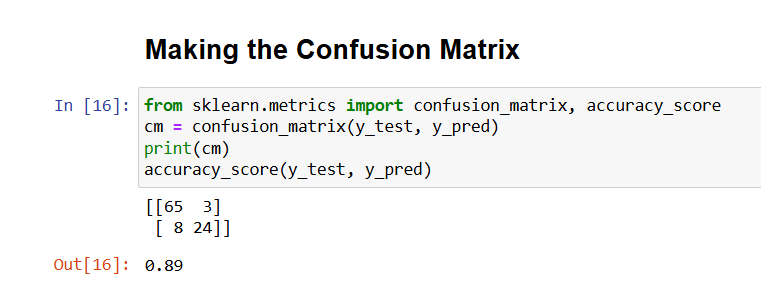 Making the Confusion Matrix
In [16]: from sklearn.metrics import confusion_matrix, accuracy_score
cm = confusion_matrix(y_test, y_pred)
print(cm)
accuracy_score(y_test, y_pred)
[[65  3]
 [ 8 24]]
Out[16]: 0.89